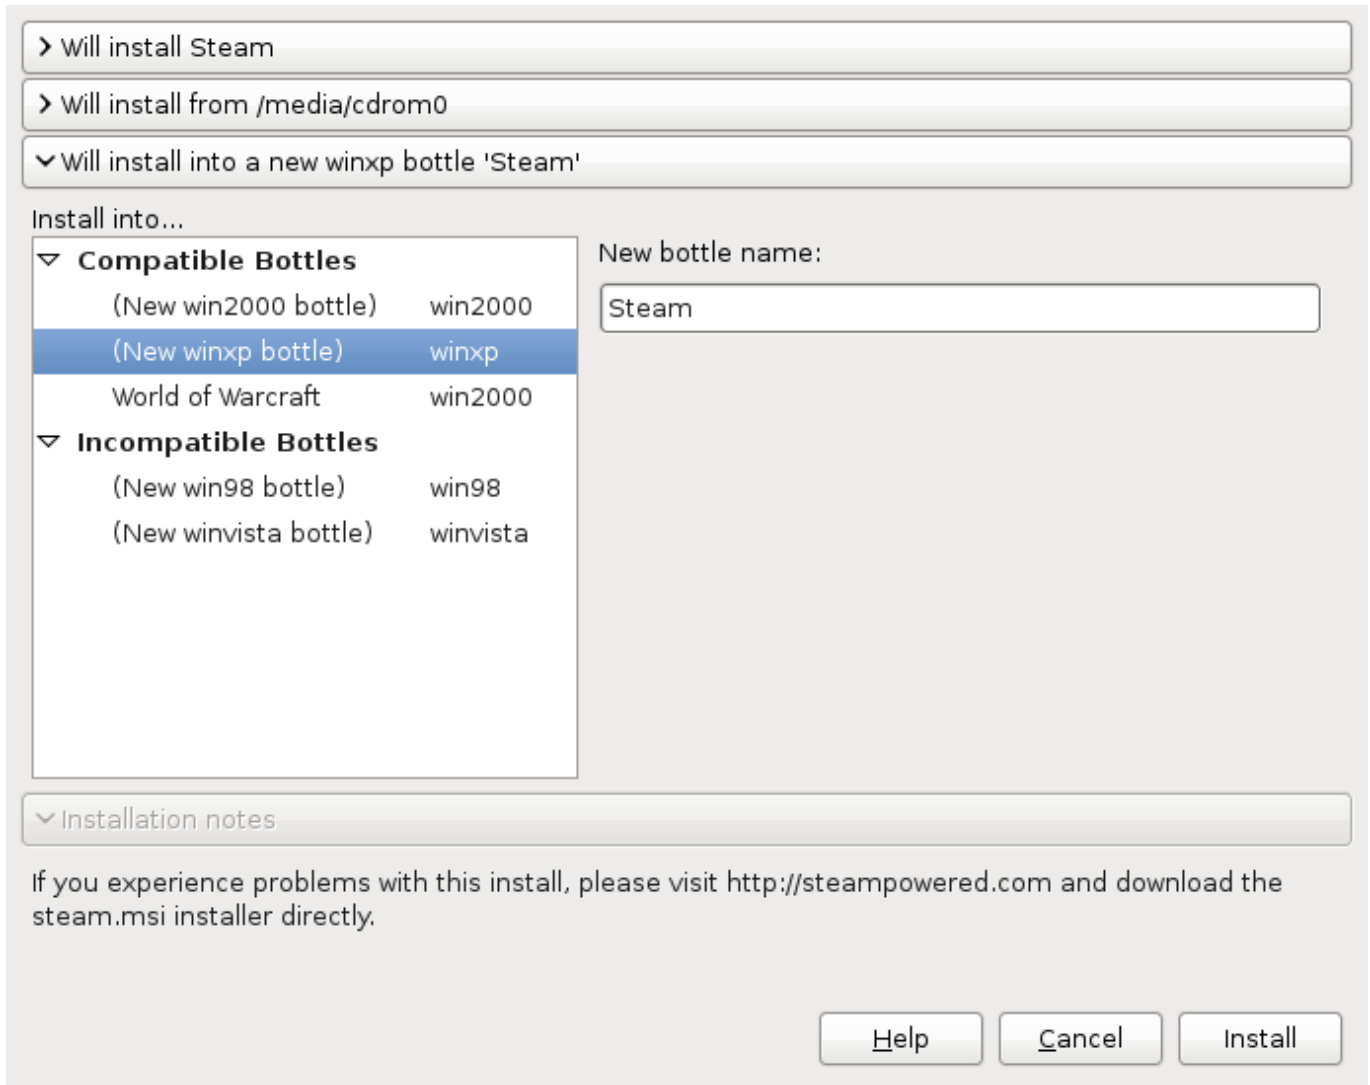 Will install Steam
Will install from /media/cdrom0
Will install into a new winxp bottle 'Steam'
Install into...
Compatible Bottles
(New win2000 bottle) win2000
(New winxp bottle) winxp
World of Warcraft win2000
Incompatible Bottles
(New win98 bottle) win98
(New winvista bottle) winvista
New bottle name:
Steam
Installation notes
If you experience problems with this install, please visit http://steampowered.com and download the
steam.msi installer directly.
Help Cancel Install